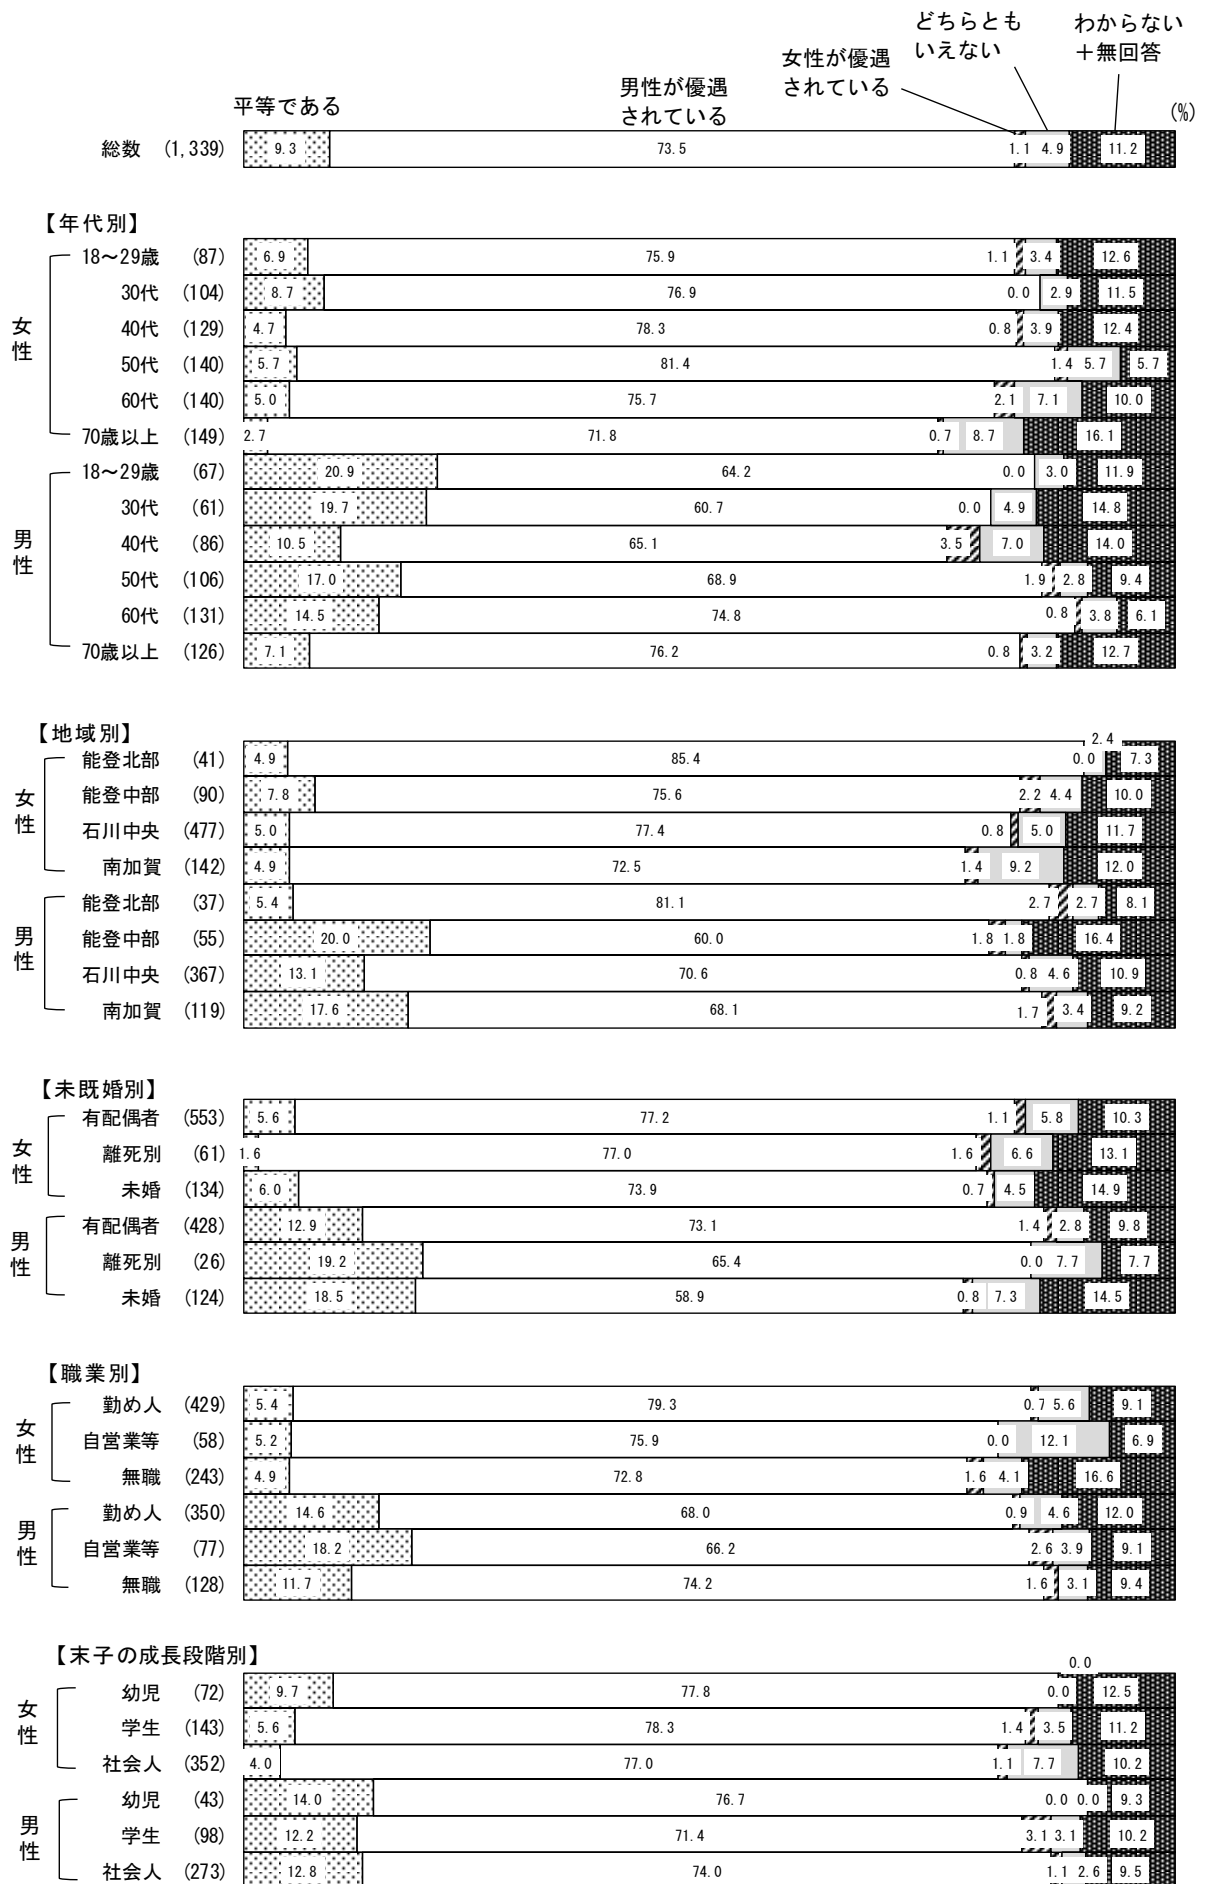 どちらとも
いえない
わからない
＋無回答
女性が優遇
されている
男性が優遇
されている
平等である
(%)
総数 (1,339) 9.3 73.5 1.1 4.9 11.2
【年代別】
女性
18～29歳 (87) 6.9 75.9 1.1 3.4 12.6
30代 (104) 8.7 76.9 0.0 2.9 11.5
40代 (129) 4.7 78.3 0.8 3.9 12.4
50代 (140) 5.7 81.4 1.4 5.7 5.7
60代 (140) 5.0 75.7 2.1 7.1 10.0
70歳以上 (149) 2.7 71.8 0.7 8.7 16.1
男性
18～29歳 (67) 20.9 64.2 0.0 3.0 11.9
30代 (61) 19.7 60.7 0.0 4.9 14.8
40代 (86) 10.5 65.1 3.5 7.0 14.0
50代 (106) 17.0 68.9 1.9 2.8 9.4
60代 (131) 14.5 74.8 0.8 3.8 6.1
70歳以上 (126) 7.1 76.2 0.8 3.2 12.7
【地域別】
女性
能登北部 (41) 4.9 85.4 0.0 2.4 7.3
能登中部 (90) 7.8 75.6 2.2 4.4 10.0
石川中央 (477) 5.0 77.4 0.8 5.0 11.7
南加賀 (142) 4.9 72.5 1.4 9.2 12.0
男性
能登北部 (37) 5.4 81.1 2.7 2.7 8.1
能登中部 (55) 20.0 60.0 1.8 1.8 16.4
石川中央 (367) 13.1 70.6 0.8 4.6 10.9
南加賀 (119) 17.6 68.1 1.7 3.4 9.2
【未既婚別】
女性
有配偶者 (553) 5.6 77.2 1.1 5.8 10.3
離死別 (61) 1.6 77.0 1.6 6.6 13.1
未婚 (134) 6.0 73.9 0.7 4.5 14.9
男性
有配偶者 (428) 12.9 73.1 1.4 2.8 9.8
離死別 (26) 19.2 65.4 0.0 7.7 7.7
未婚 (124) 18.5 58.9 0.8 7.3 14.5
【職業別】
女性
勤め人 (429) 5.4 79.3 0.7 5.6 9.1
自営業等 (58) 5.2 75.9 0.0 12.1 6.9
無職 (243) 4.9 72.8 1.6 4.1 16.6
男性
勤め人 (350) 14.6 68.0 0.9 4.6 12.0
自営業等 (77) 18.2 66.2 2.6 3.9 9.1
無職 (128) 11.7 74.2 1.6 3.1 9.4
【末子の成長段階別】
女性
幼児 (72) 9.7 77.8 0.0 0.0 12.5
学生 (143) 5.6 78.3 1.4 3.5 11.2
社会人 (352) 4.0 77.0 1.1 7.7 10.2
男性
幼児 (43) 14.0 76.7 0.0 0.0 9.3
学生 (98) 12.2 71.4 3.1 3.1 10.2
社会人 (273) 12.8 74.0 1.1 2.6 9.5